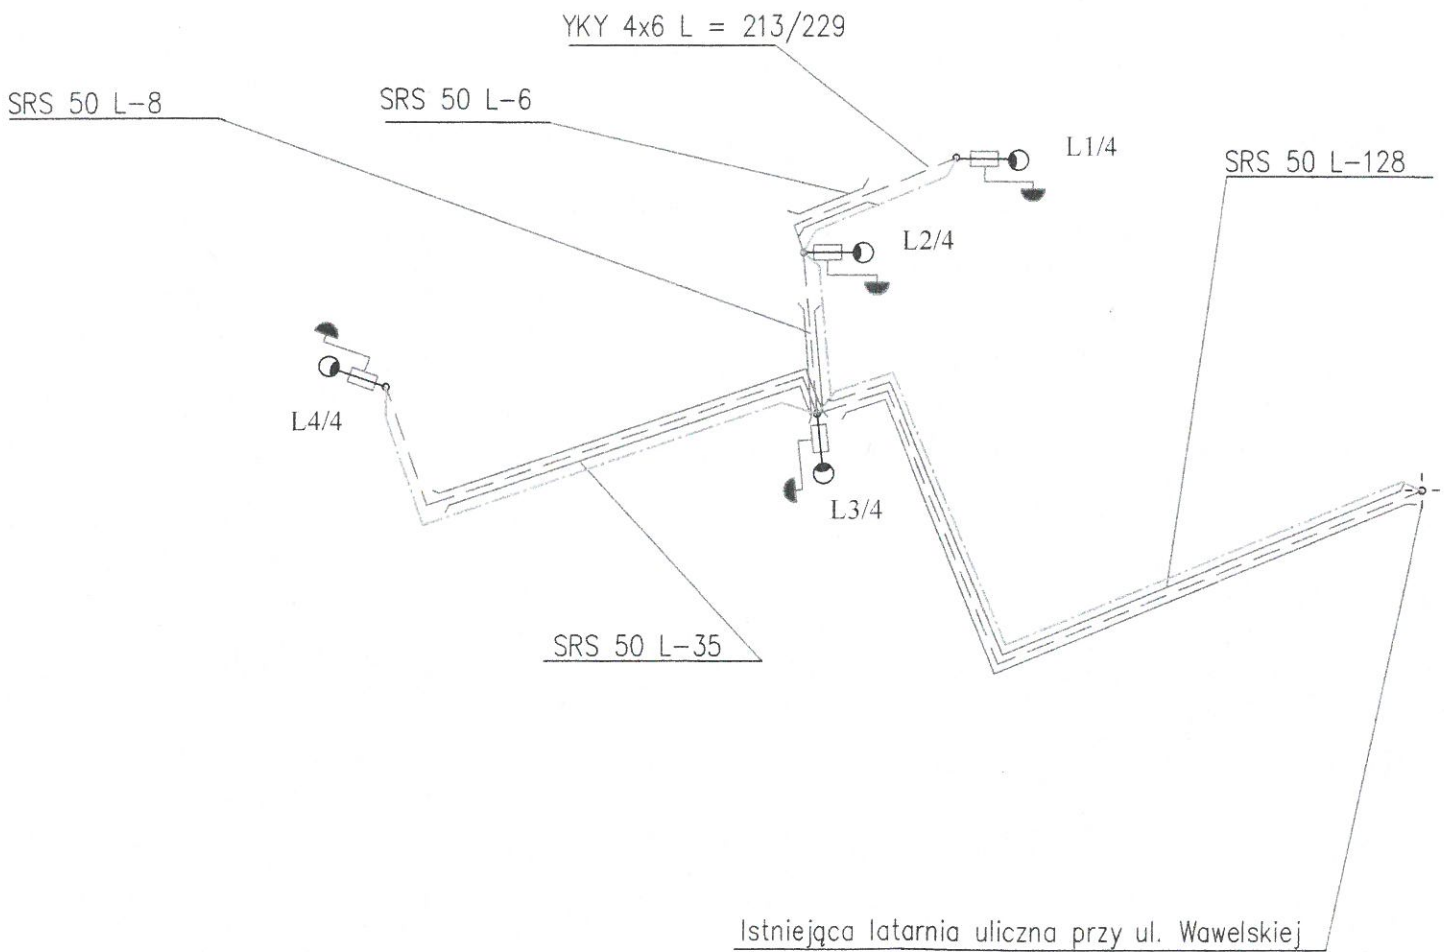 YKY 4x6 L = 213/229
SRS 50 L-8
SRS 50 L-6
L1/4
SRS 50 L-128
L2/4
L4/4
L3/4
SRS 50 L-35
Istniejąca latarnia uliczna przy ul. Wawelskiej